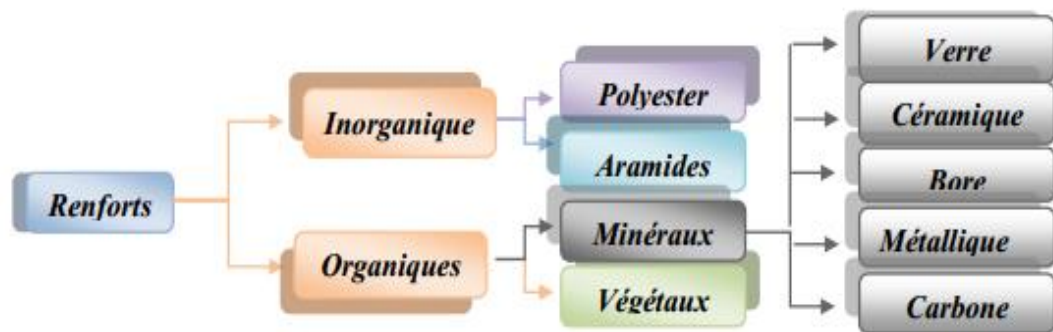 Renforts
Inorganique
Organiques
Polyester
Aramides
Minéraux
Végétaux
Verre
Céramique
Bore
Métallique
Carbone